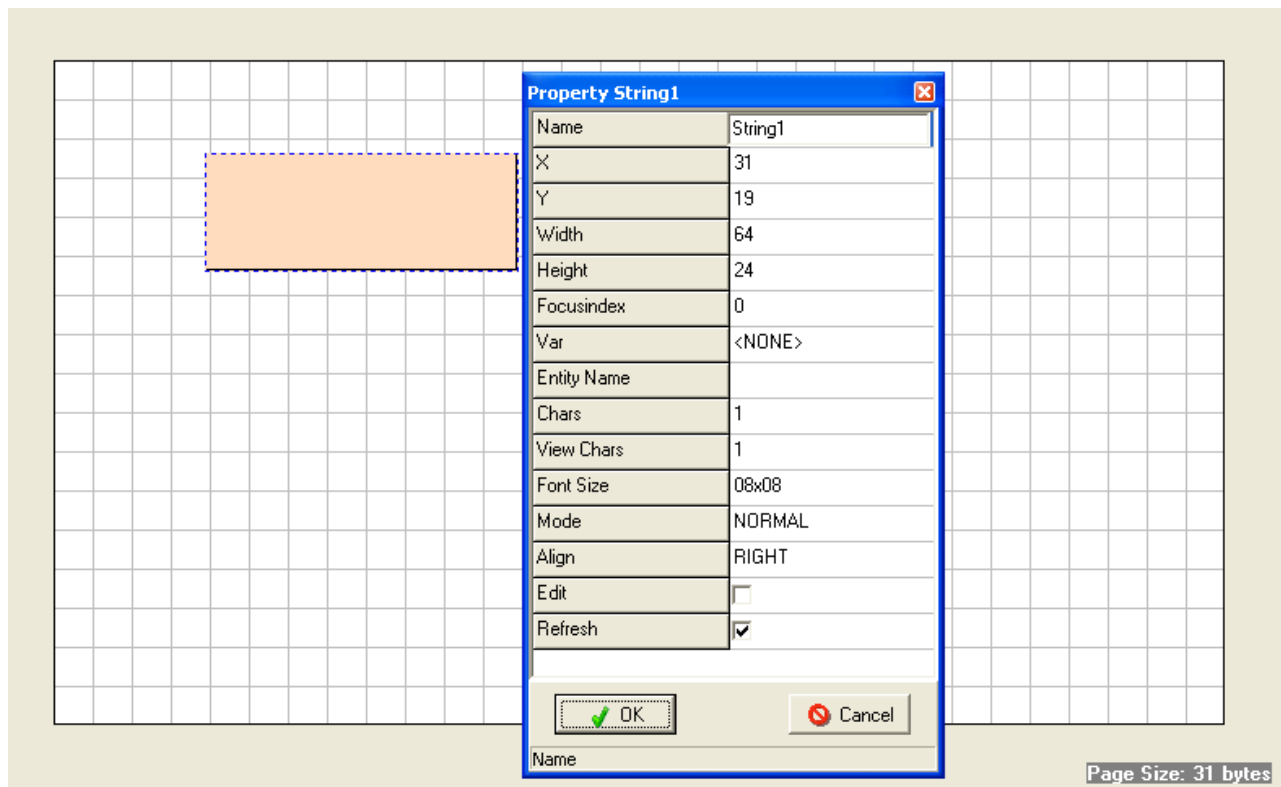 Property String1
Name String1
X 31
Y 19
Width 64
Height 24
Focusindex 0
Var <NONE>
Entity Name
Chars 1
View Chars 1
Font Size 08x08
Mode NORMAL
Align RIGHT
Edit
Refresh
OK Cancel
Name
Page Size: 31 bytes